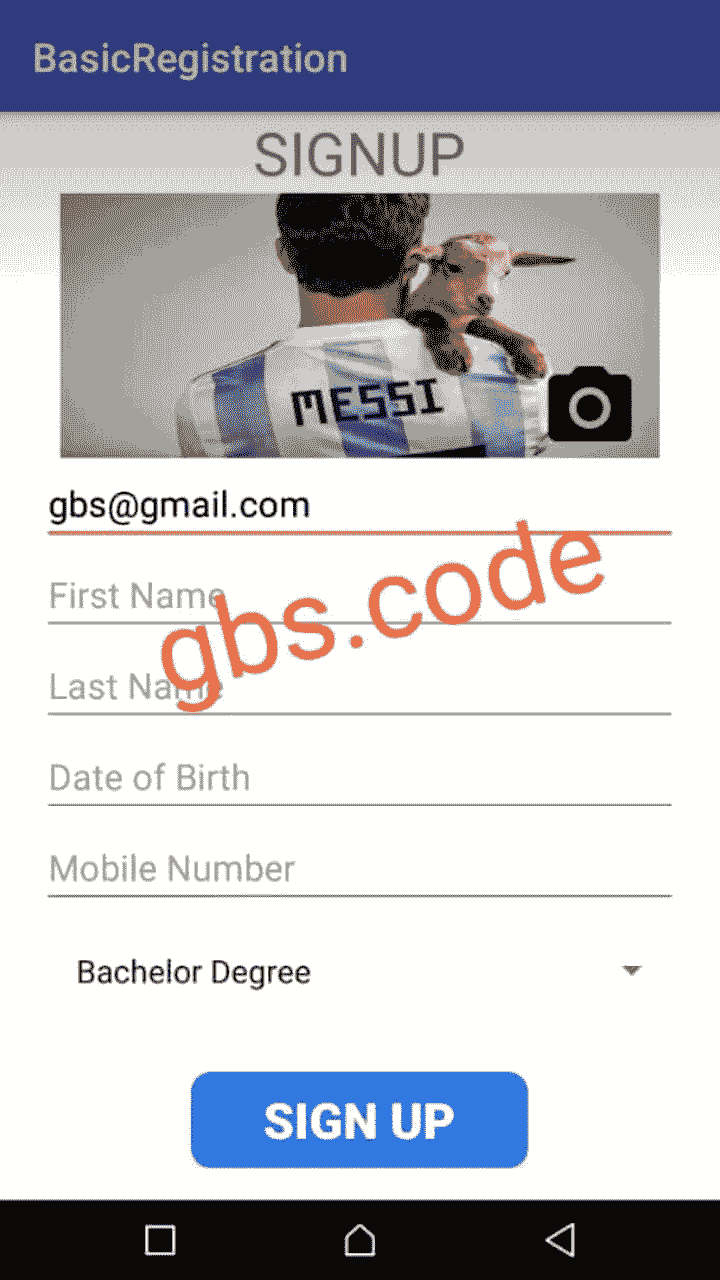 BasicRegistration
SIGNUP
MESSI
gbs@gmail.com
gbs.code
First Name
Last Name
Date of Birth
Mobile Number
Bachelor Degree
SIGN UP